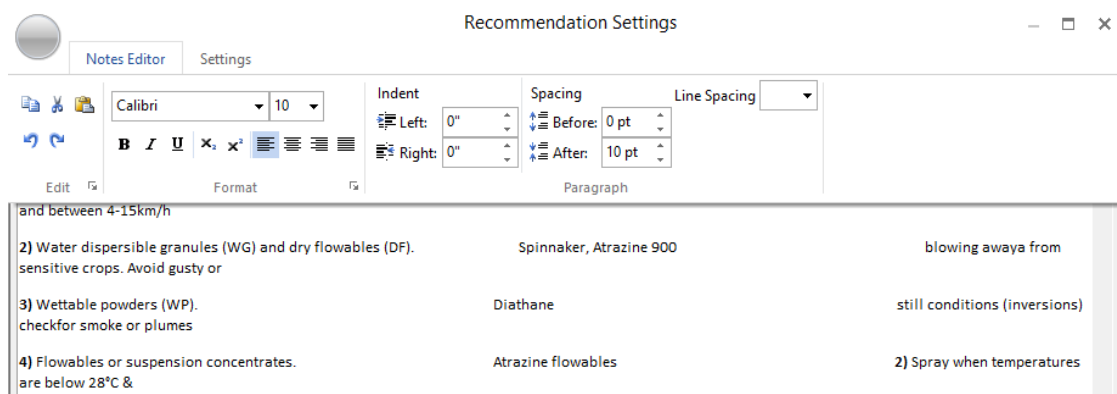 Recommendation Settings
Notes Editor Settings
Calibri 10
B I U X₂ x²
Edit
Format
Indent
Left: 0"
Right: 0"
Spacing
Before: 0 pt
After: 10 pt
Line Spacing
Paragraph
and between 4-15km/h
2) Water dispersible granules (WG) and dry flowables (DF). Spinnaker, Atrazine 900 blowing awaya from
sensitive crops. Avoid gusty or
3) Wettable powders (WP). Diathane still conditions (inversions)
checkfor smoke or plumes
4) Flowables or suspension concentrates. Atrazine flowables 2) Spray when temperatures
are below 28°C &